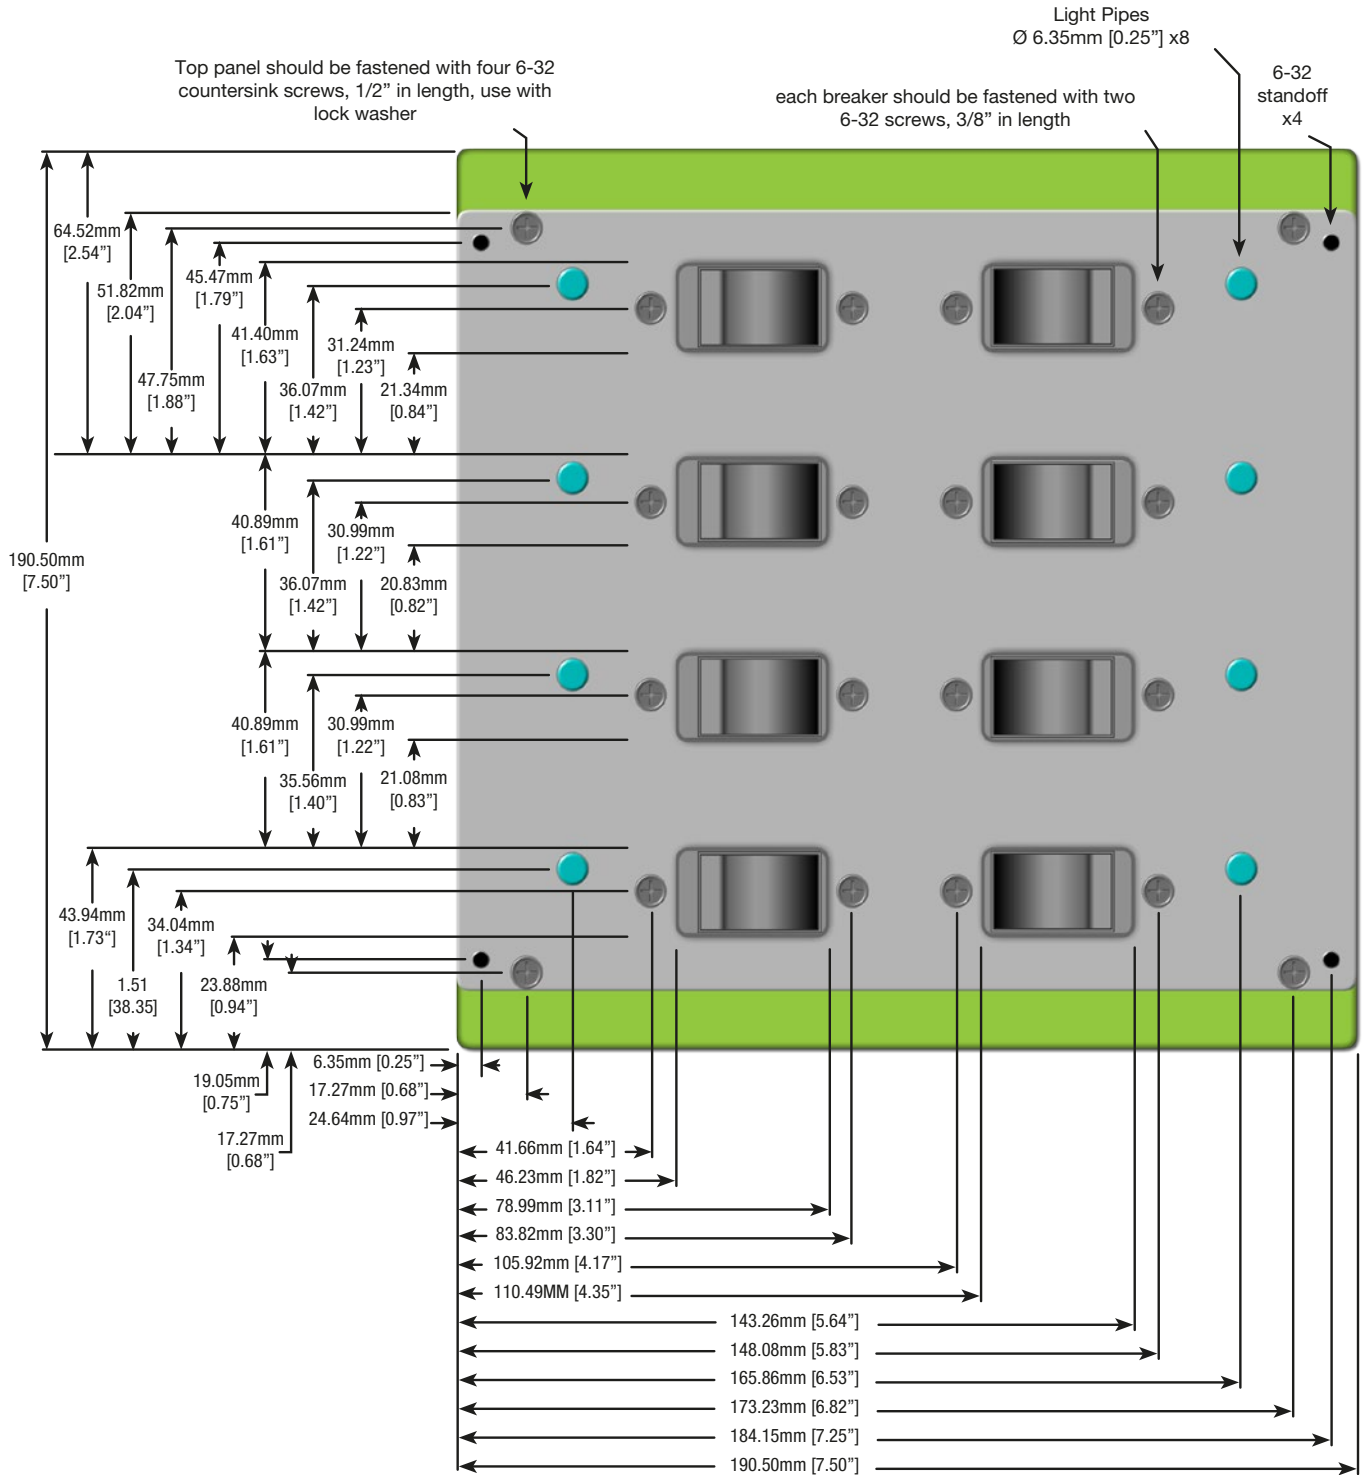 Light Pipes
Ø 6.35mm [0.25”] x8
Top panel should be fastened with four 6-32
countersink screws, 1/2” in length, use with
lock washer
each breaker should be fastened with two
6-32 screws, 3/8” in length
6-32
standoff
x4
64.52mm
[2.54”]
51.82mm
[2.04”]
47.75mm
[1.88”]
45.47mm
[1.79”]
41.40mm
[1.63”]
36.07mm
[1.42”]
31.24mm
[1.23”]
21.34mm
[0.84”]
190.50mm
[7.50”]
40.89mm
[1.61”]
36.07mm
[1.42”]
30.99mm
[1.22”]
20.83mm
[0.82”]
40.89mm
[1.61”]
35.56mm
[1.40”]
30.99mm
[1.22”]
21.08mm
[0.83”]
43.94mm
[1.73“]
1.51
[38.35]
34.04mm
[1.34”]
23.88mm
[0.94”]
19.05mm
[0.75”]
17.27mm
[0.68”]
6.35mm [0.25”]
17.27mm [0.68”]
24.64mm [0.97”]
41.66mm [1.64”]
46.23mm [1.82”]
78.99mm [3.11”]
83.82mm [3.30”]
105.92mm [4.17”]
110.49MM [4.35”]
143.26mm [5.64”]
148.08mm [5.83”]
165.86mm [6.53”]
173.23mm [6.82”]
184.15mm [7.25”]
190.50mm [7.50”]